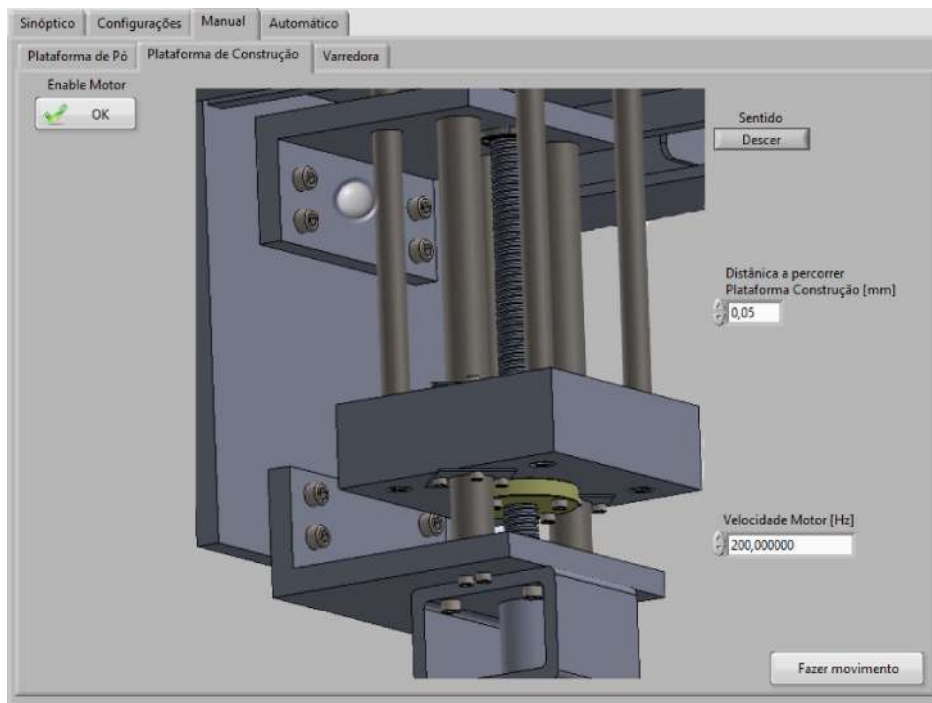 Sinóptico Configurações Manual Automático
Plataforma de Pó Plataforma de Construção Varredora
Enable Motor
OK
Sentido
Descer
Distânica a percorrer
Plataforma Construção [mm]
0,05
Velocidade Motor [Hz]
200,000000
Fazer movimento